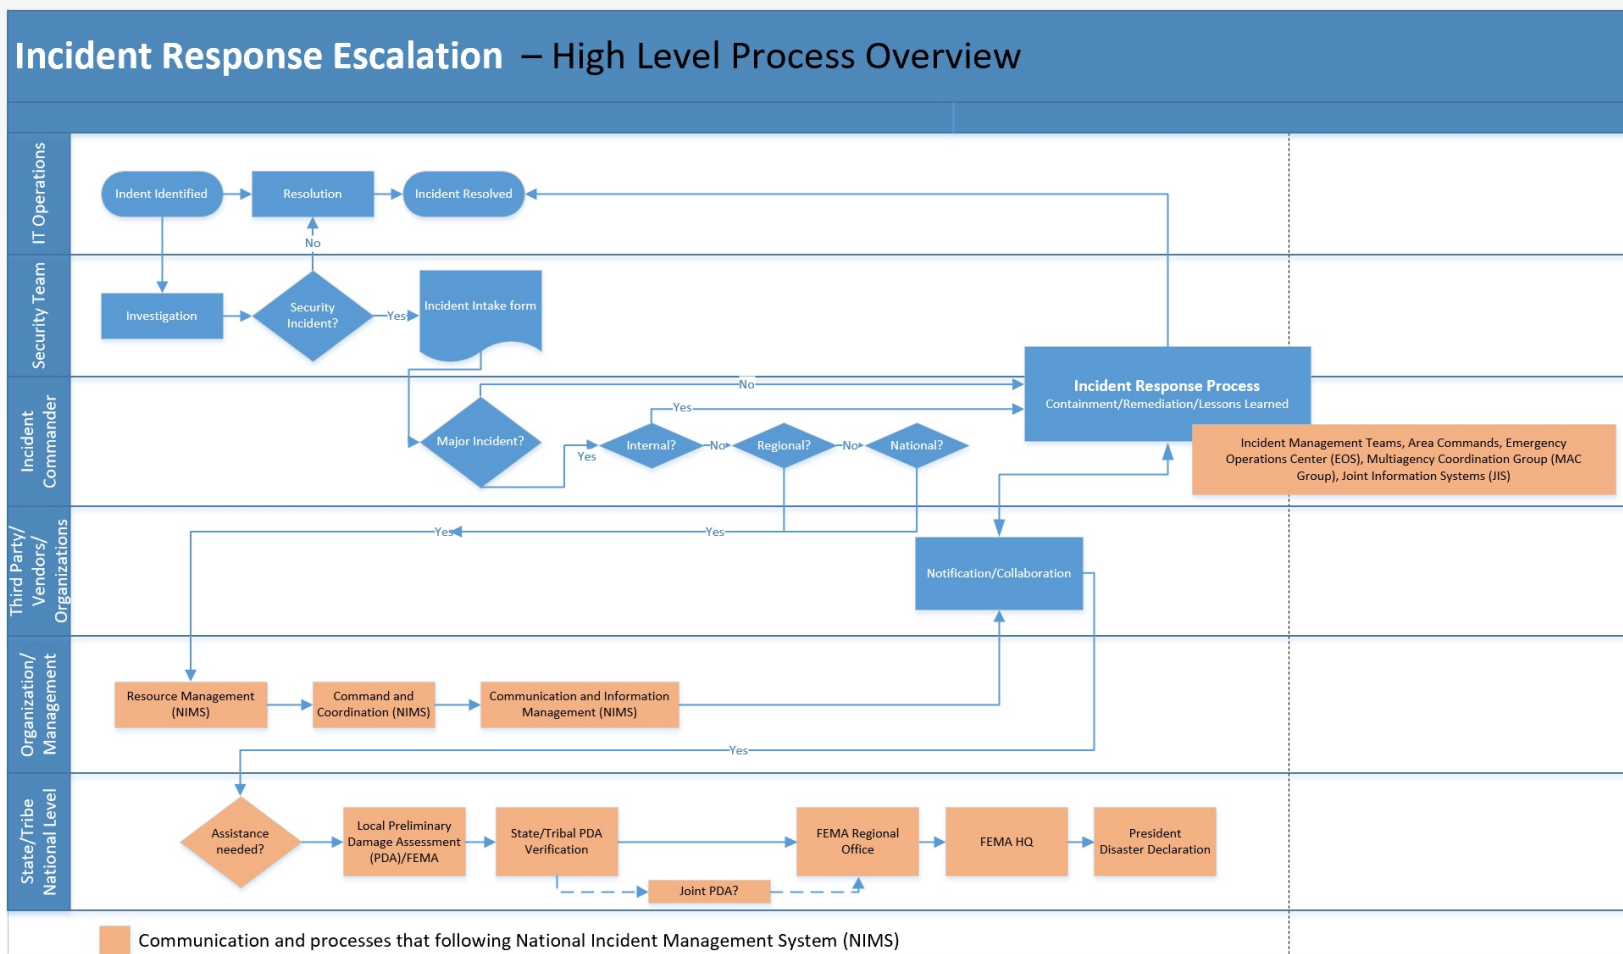 Incident Response Escalation – High Level Process Overview
IT Operations
Indent Identified
Resolution
Incident Resolved
No
Security Team
Investigation
Security
Incident?
Yes
Incident Intake form
Incident
Commander
Major Incident?
No
Yes
Yes
Internal?
No
Regional?
No
National?
Incident Response Process
Containment/Remediation/Lessons Learned
Incident Management Teams, Area Commands, Emergency
Operations Center (EOS), Multiagency Coordination Group (MAC
Group), Joint Information Systems (JIS)
Third Party/
Vendors/
Organizations
Yes
Yes
Notification/Collaboration
Organization/
Management
Resource Management
(NIMS)
Command and
Coordination (NIMS)
Communication and Information
Management (NIMS)
Yes
State/Tribe
National Level
Assistance
needed?
Local Preliminary
Damage Assessment
(PDA)/FEMA
State/Tribal PDA
Verification
Joint PDA?
FEMA Regional
Office
FEMA HQ
President
Disaster Declaration
Communication and processes that following National Incident Management System (NIMS)